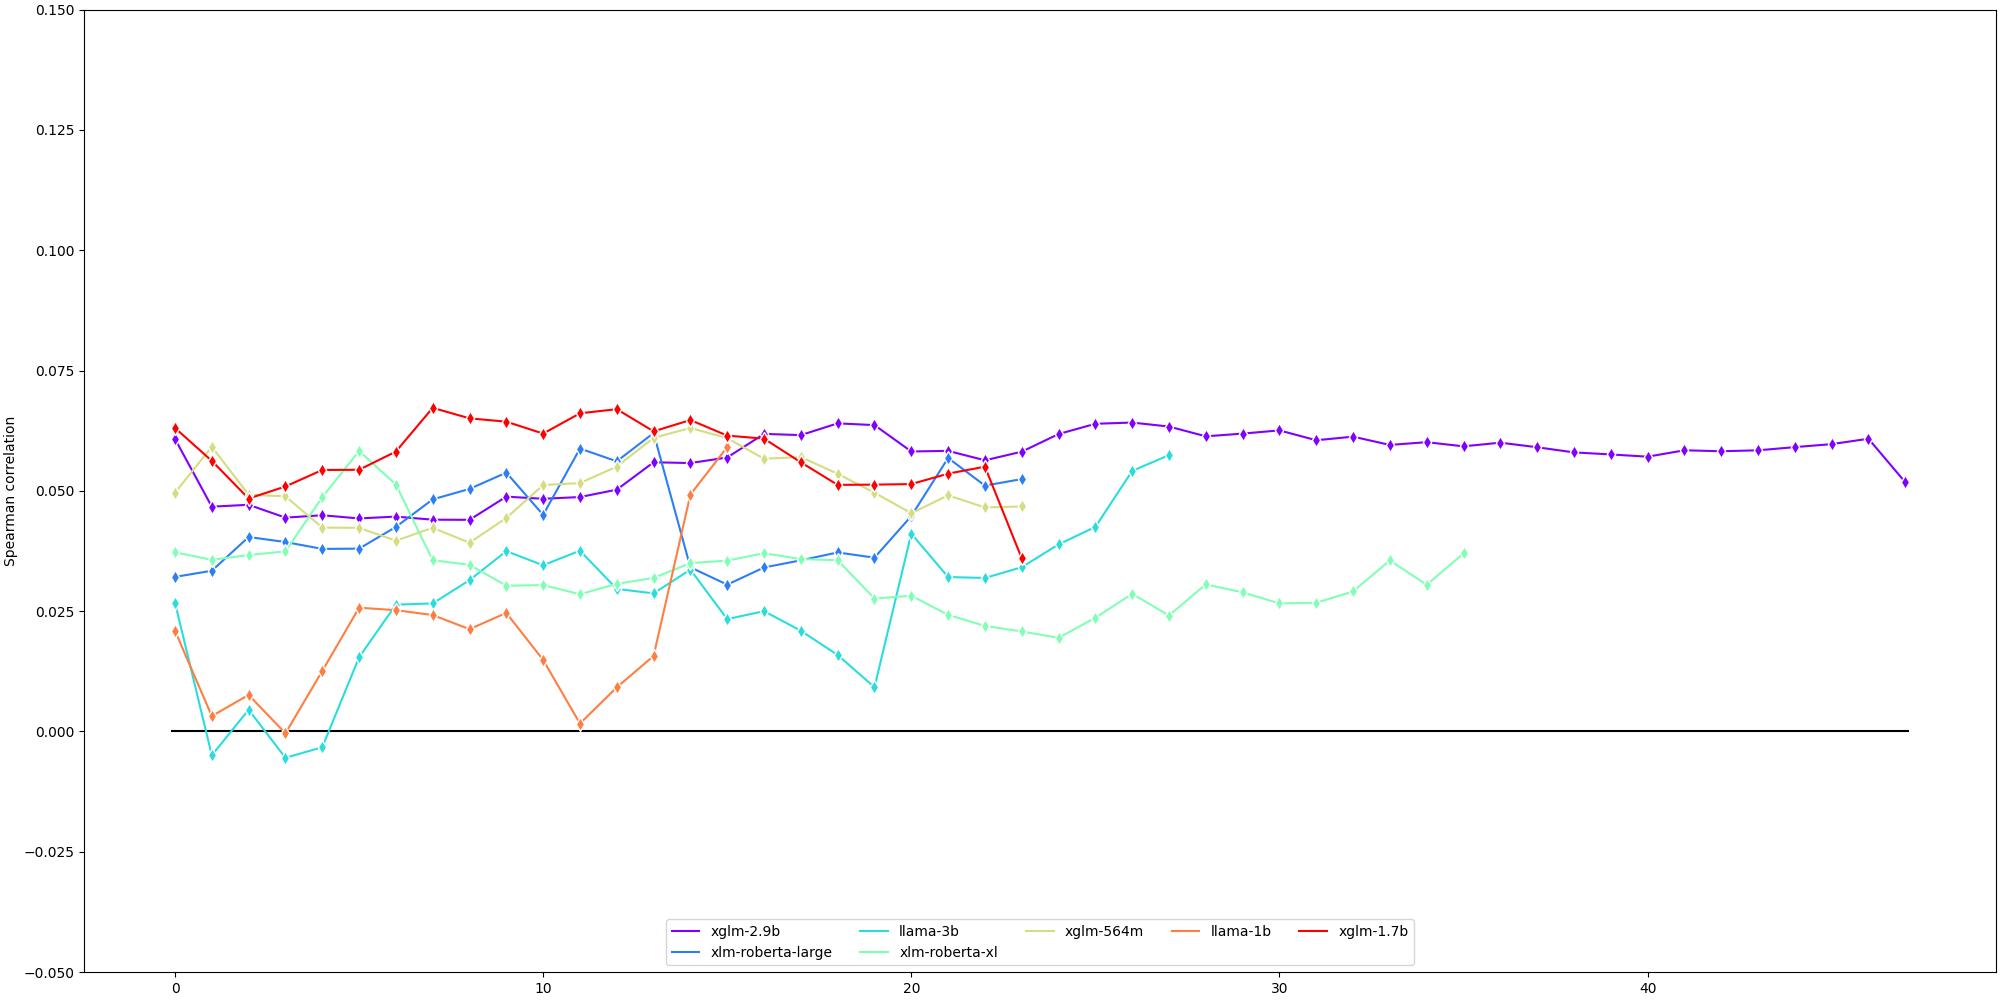 0.150
0.125
0.100
0.075
0.050
0.025
0.000
−0.025
−0.050
Spearman correlation
0 10 20 30 40
xglm-2.9b llama-3b xglm-564m llama-1b xglm-1.7b
xlm-roberta-large xlm-roberta-xl